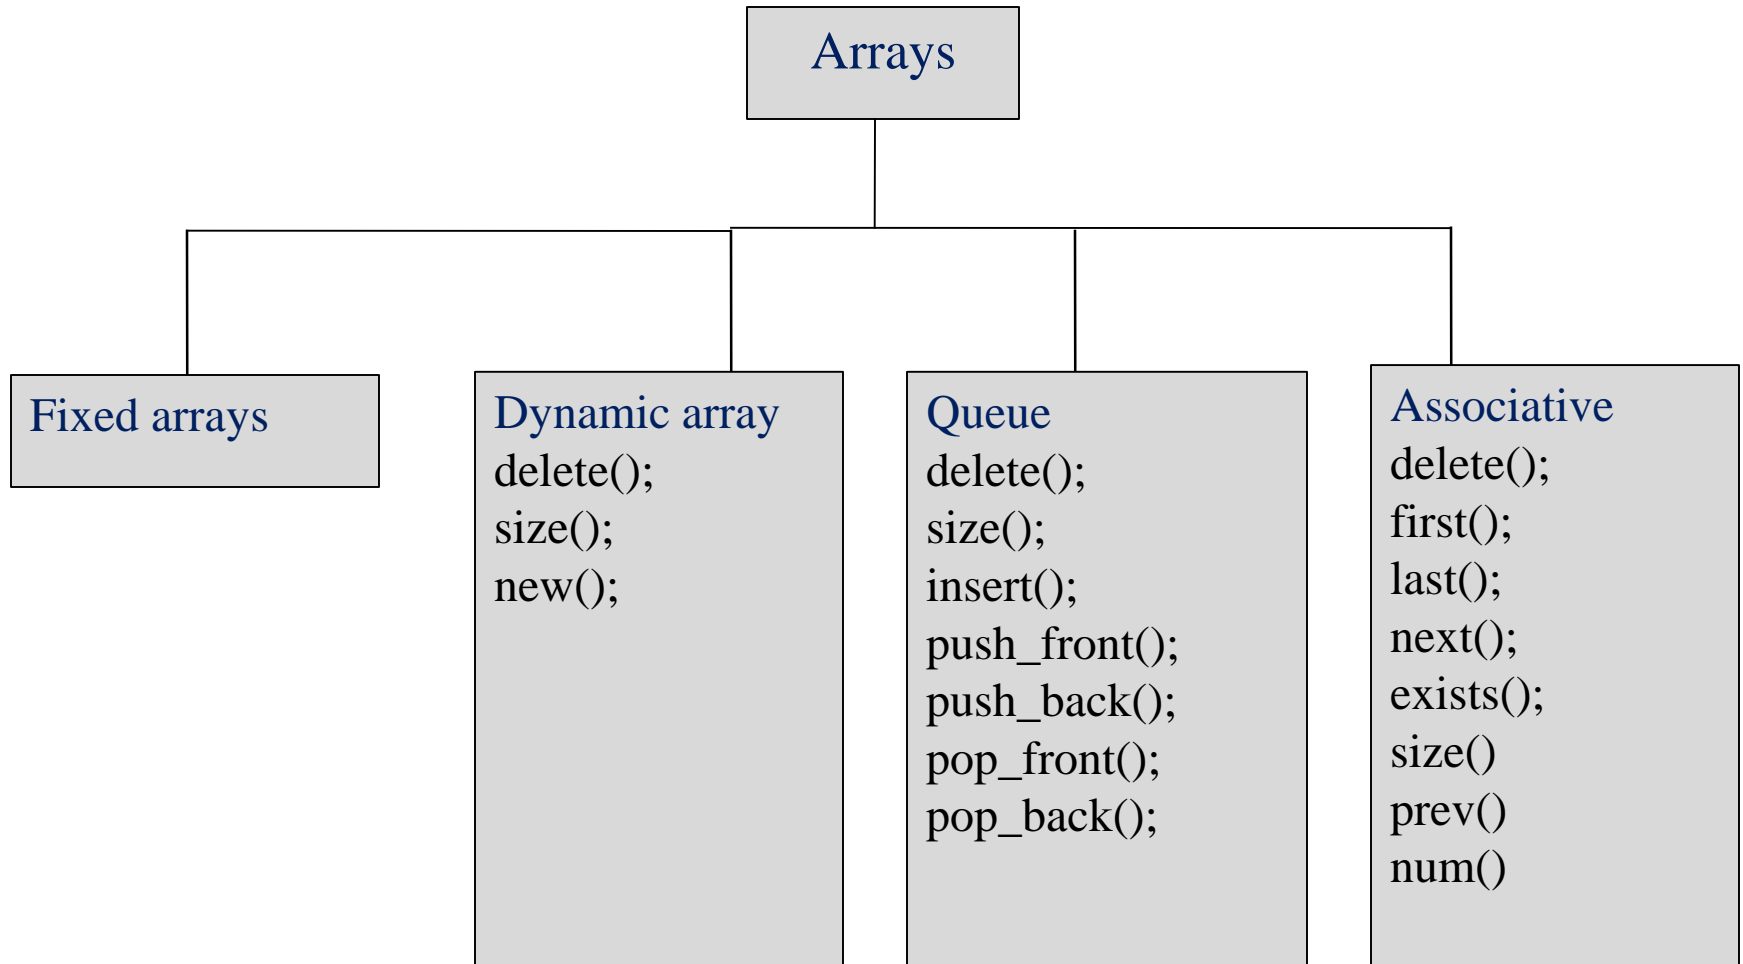 Arrays
Fixed arrays
Dynamic array
delete();
size();
new();
Queue
delete();
size();
insert();
push_front();
push_back();
pop_front();
pop_back();
Associative
delete();
first();
last();
next();
exists();
size()
prev()
num()